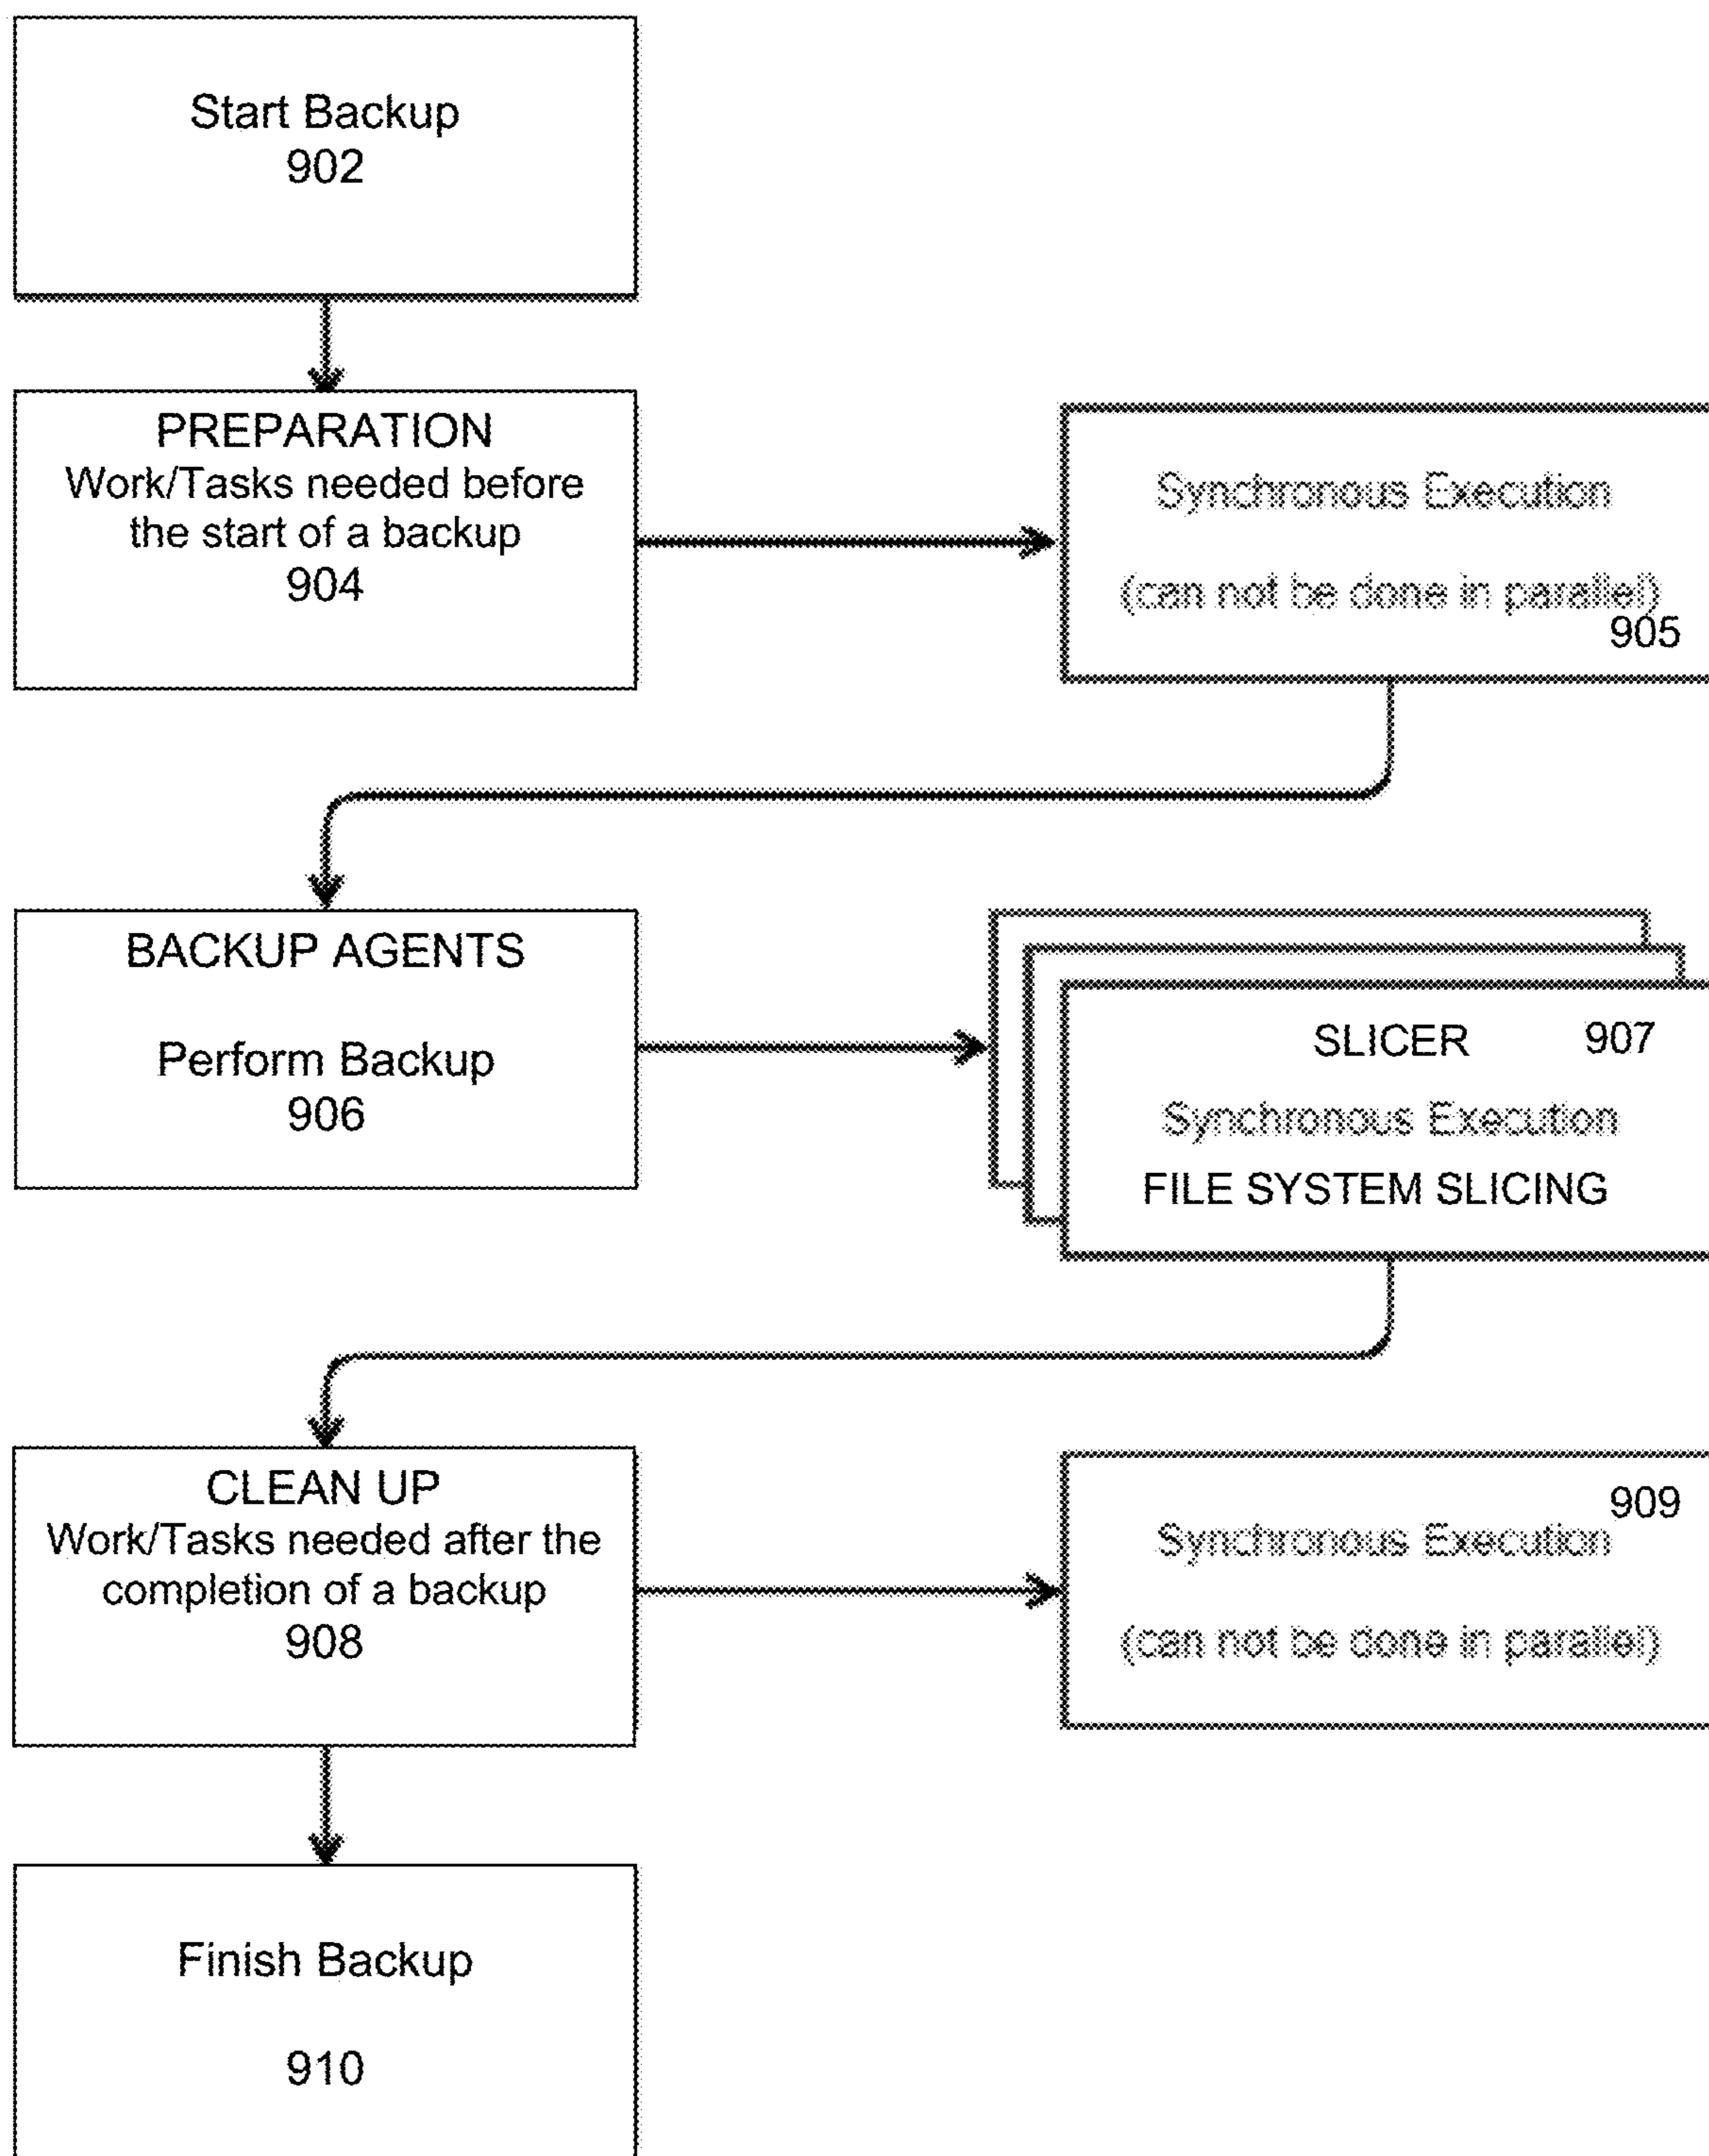 Start Backup
902
PREPARATION
Work/Tasks needed before
the start of a backup
904
Synchronous Execution
(can not be done in parallel)
905
BACKUP AGENTS
Perform Backup
906
SLICER 907
Synchronous Execution
FILE SYSTEM SLICING
CLEAN UP
Work/Tasks needed after the
completion of a backup
908
909
Synchronous Execution
(can not be done in parallel)
Finish Backup
910